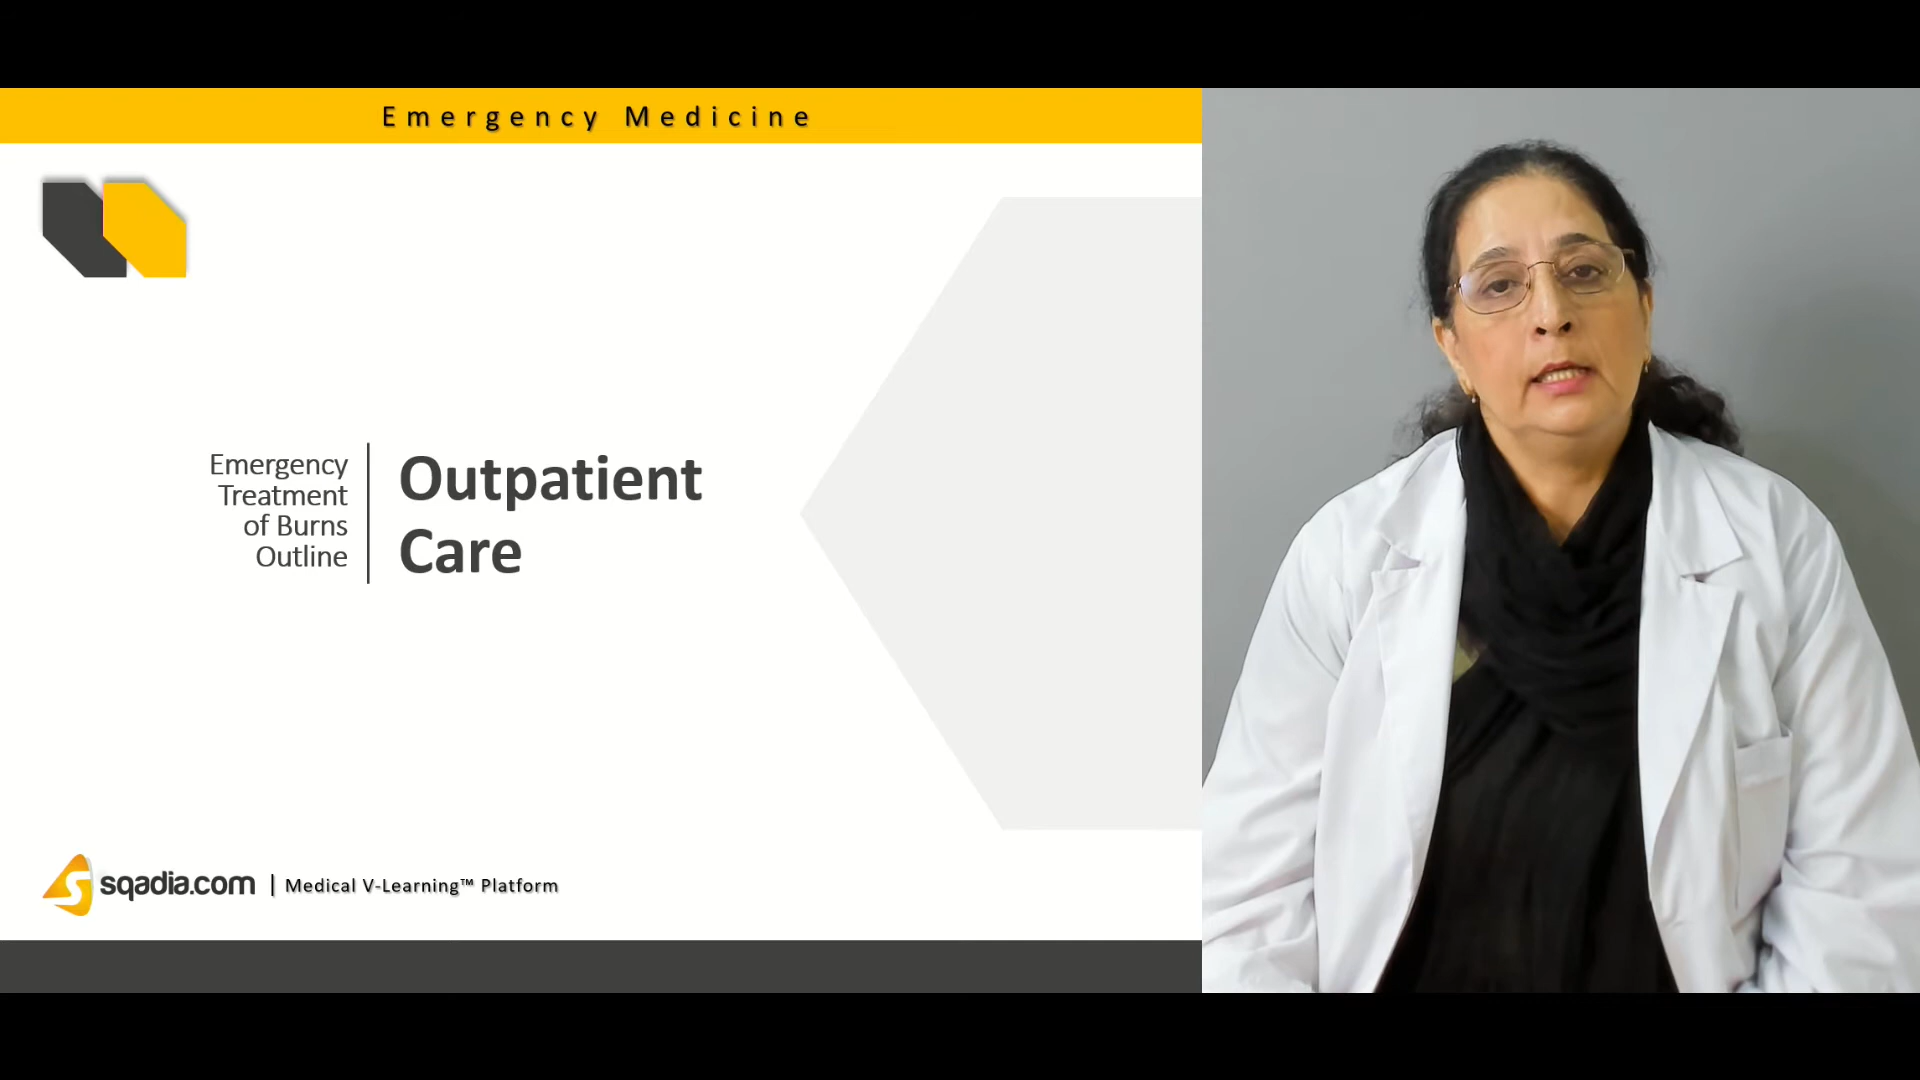 Emergency Medicine
Emergency
Treatment
of Burns
Outline
Outpatient
Care
sqadia.com | Medical V-Learning™ Platform